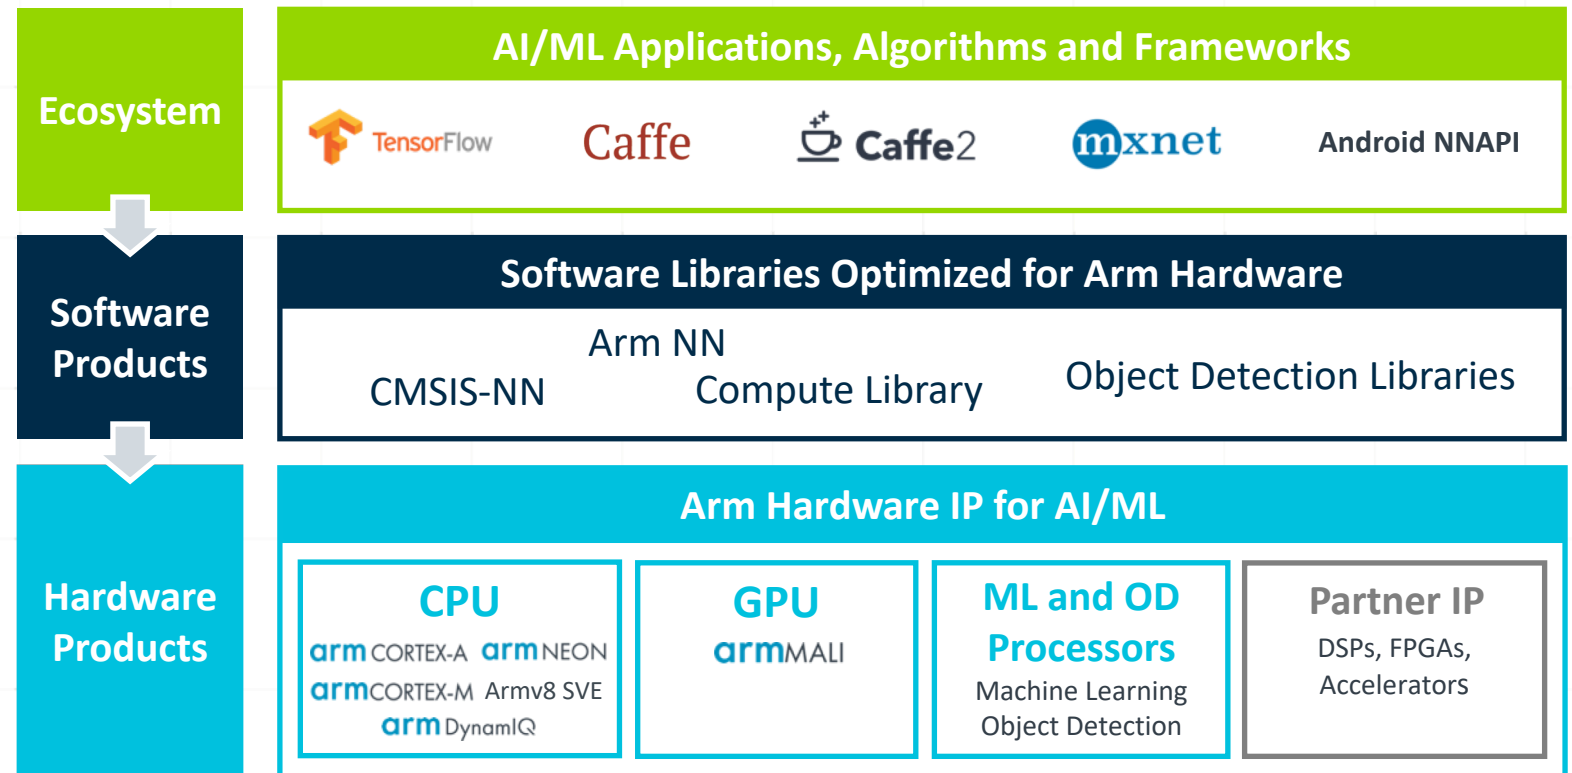 Ecosystem
AI/ML Applications, Algorithms and Frameworks
TensorFlow
Caffe
Caffe2
mxnet
Android NNAPI
Software
Products
Software Libraries Optimized for Arm Hardware
Arm NN
CMSIS-NN
Compute Library
Object Detection Libraries
Hardware
Products
Arm Hardware IP for AI/ML
CPU
arm CORTEX-A arm NEON
arm CORTEX-M Armv8 SVE
arm DynamIQ
GPU
arm MALI
ML and OD
Processors
Machine Learning
Object Detection
Partner IP
DSPs, FPGAs,
Accelerators